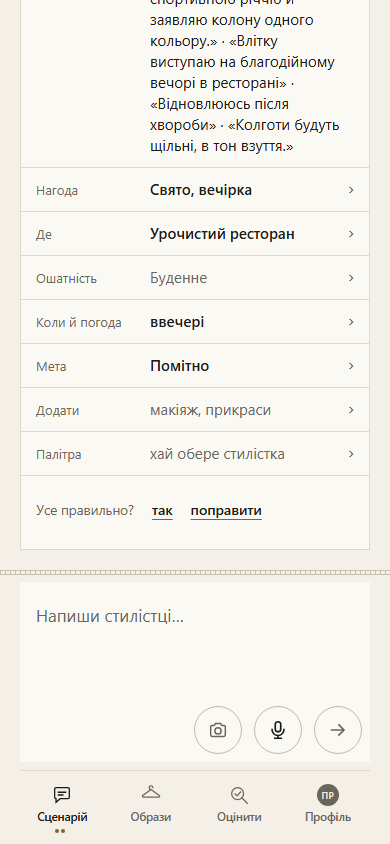 спортивною річчю й
заявляю колону одного
кольору.» · «Влітку
виступаю на благодійному
вечорі в ресторані» ·
«Відновлююсь після
хвороби» · «Колготи будуть
щільні, в тон взуття.»
Нагода Свято, вечірка
Де Урочистий ресторан
Ошатність Буденне
Коли й погода ввечері
Мета Помітно
Додати макіяж, прикраси
Палітра хай обере стилістка
Усе правильно? так поправити
Напиши стилістці...
Сценарій Образи Оцінити ПР Профіль